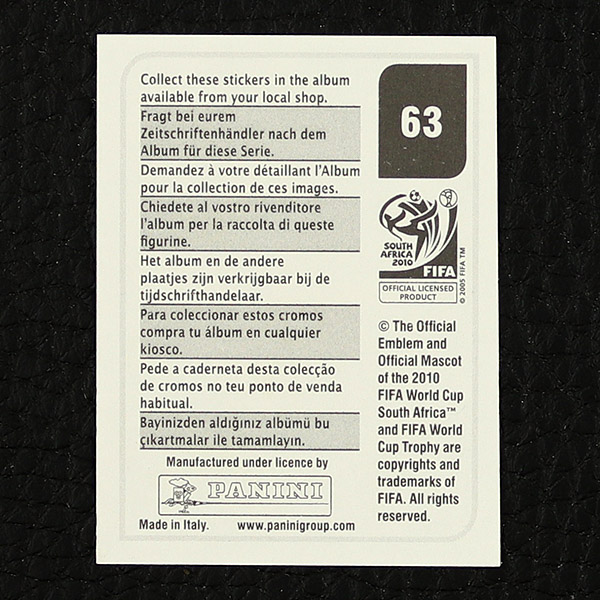 Collect these stickers in the album
available from your local shop.
Fragt bei eurem
Zeitschriftenhändler nach dem
Album für diese Serie.
Demandez à votre détaillant l'Album
pour la collection de ces images.
Chiedete al vostro rivenditore
l'album per la raccolta di queste
figurine.
Het album en de andere
plaatjes zijn verkrijgbaar bij de
tijdschrifthandelaar.
Para coleccionar estos cromos
compra tu álbum en cualquier
kiosco.
Pede a caderneta desta colecção
de cromos no teu ponto de venda
habitual.
Bayinizden aldığınız albümü bu
çıkartmalar ile tamamlayın.
Manufactured under licence by
PANINI
Made in Italy. www.paninigroup.com
63
SOUTH
AFRICA
2010
FIFA
OFFICIAL LICENSED
PRODUCT
© 2005 FIFA TM
© The Official
Emblem and
Official Mascot
of the 2010
FIFA World Cup
South Africa™
and FIFA World
Cup Trophy are
copyrights and
trademarks of
FIFA. All rights
reserved.